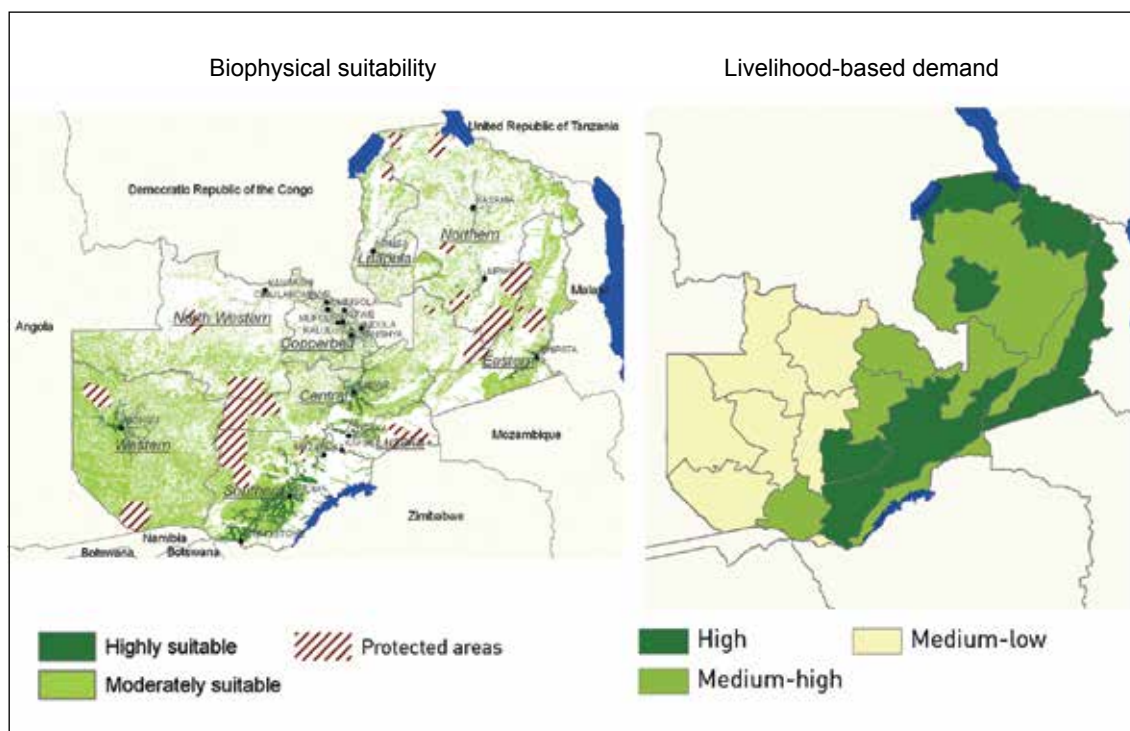 Biophysical suitability
Livelihood-based demand
United Republic of Tanzania
Democratic Republic of the Congo
KASAMA
Northern
Luapula
Malawi
North Western
Angola
Copperbelt
Eastern
CHIPATA
Central
Western
Mozambique
Southern
Zimbabwe
Namibia
Botswana
Botswana
Highly suitable
Protected areas
Moderately suitable
High
Medium-low
Medium-high